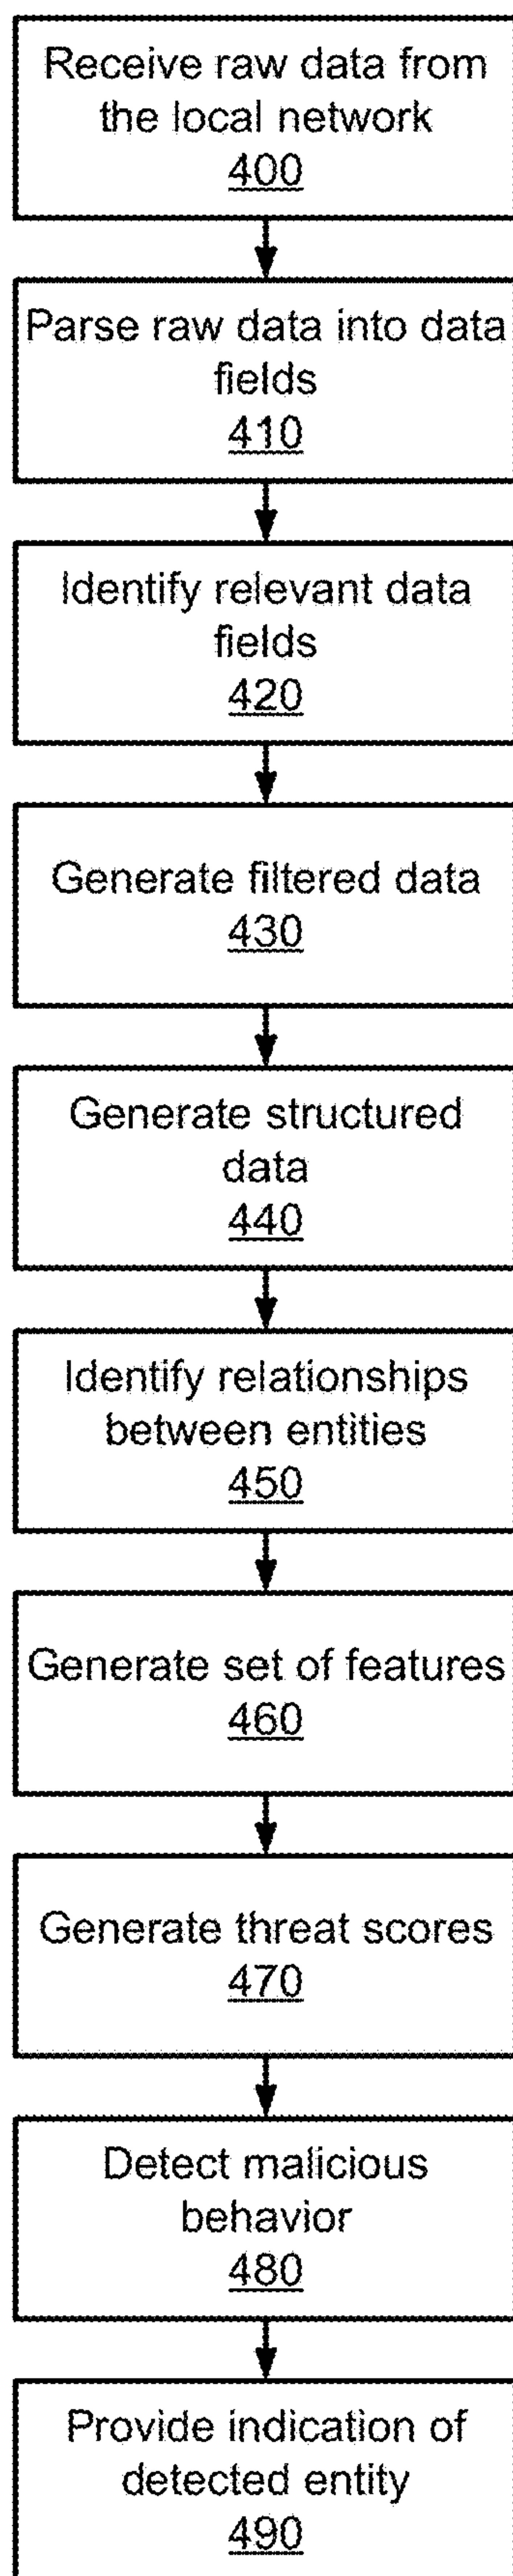 Receive raw data from
the local network
400
Parse raw data into data
fields
410
Identify relevant data
fields
420
Generate filtered data
430
Generate structured
data
440
Identify relationships
between entities
450
Generate set of features
460
Generate threat scores
470
Detect malicious
behavior
480
Provide indication of
detected entity
490